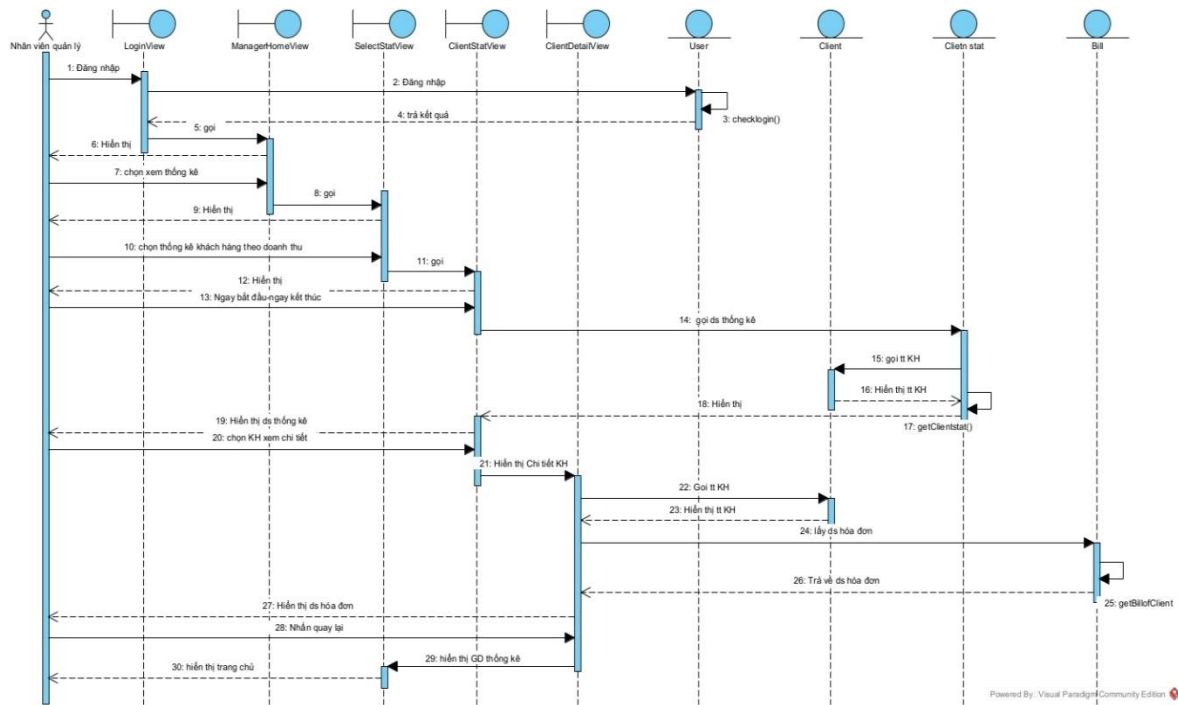 Nhân viên quản lý
LoginView
ManagerHomeView
SelectStatView
ClientStatView
ClientDetailView
User
Client
Clietn stat
Bill
1: Đăng nhập
2: Đăng nhập
3: checklogin()
4: trả kết quả
5: gọi
6: Hiển thị
7: chọn xem thống kê
8: gọi
9: Hiển thị
10: chọn thống kê khách hàng theo doanh thu
11: gọi
12: Hiển thị
13: Ngay bắt đầu-ngay kết thúc
14: gọi ds thống kê
15: gọi tt KH
16: Hiển thị tt KH
17: getClientstat()
18: Hiển thị
19: Hiển thị ds thống kê
20: chọn KH xem chi tiết
21: Hiển thị Chi tiết KH
22: Goi tt KH
23: Hiển thị tt KH
24: lấy ds hóa đơn
25: getBillofClient
26: Trả về ds hóa đơn
27: Hiển thị ds hóa đơn
28: Nhấn quay lại
29: hiển thị GD thống kê
30: hiển thị trang chủ
Powered By: Visual Paradigm Community Edition